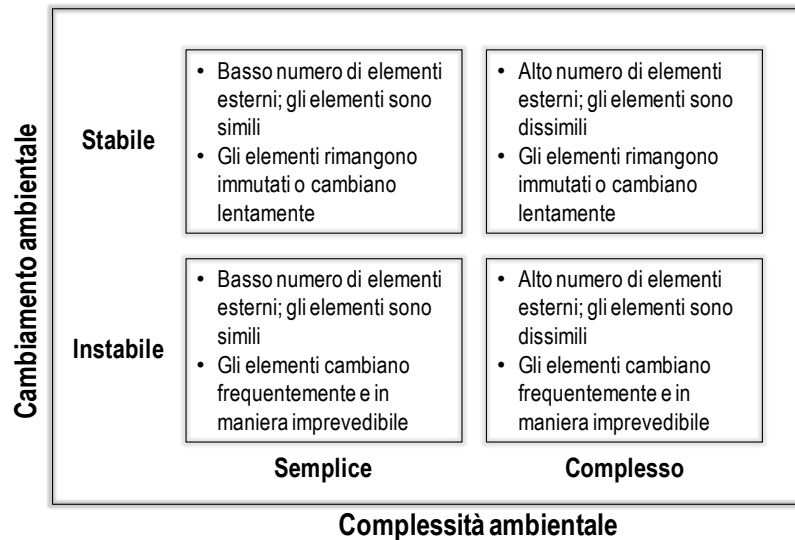 Cambiamento ambientale
Stabile
• Basso numero di elementi
esterni; gli elementi sono
simili
• Gli elementi rimangono
immutati o cambiano
lentamente
• Alto numero di elementi
esterni; gli elementi sono
dissimili
• Gli elementi rimangono
immutati o cambiano
lentamente
Instabile
• Basso numero di elementi
esterni; gli elementi sono
simili
• Gli elementi cambiano
frequentemente e in
maniera imprevedibile
• Alto numero di elementi
esterni; gli elementi sono
dissimili
• Gli elementi cambiano
frequentemente e in
maniera imprevedibile
Semplice
Complesso
Complessità ambientale